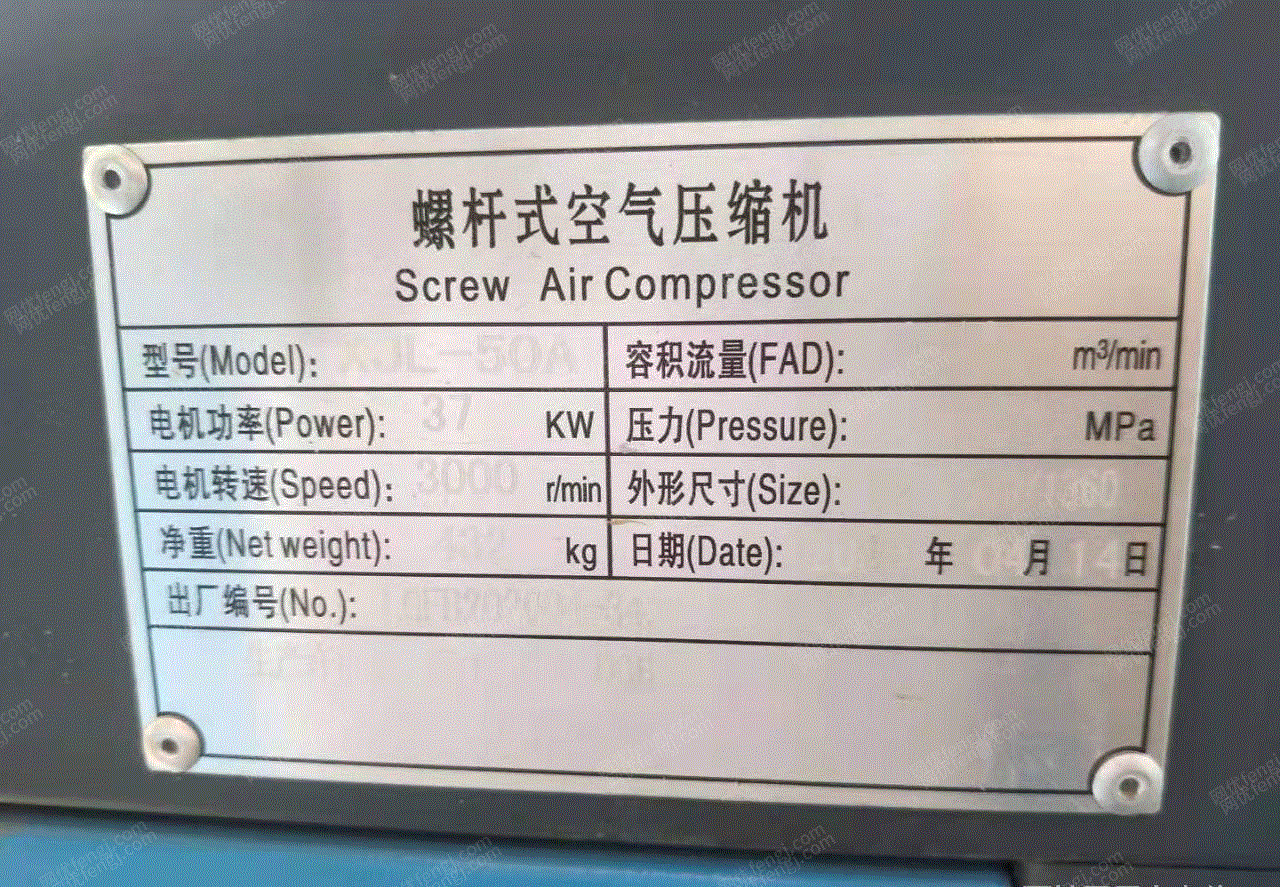 螺杆式空气压缩机
Screw Air Compressor
型号(Model): XJL-50A 容积流量(FAD): m³/min
电机功率(Power): 37 KW 压力(Pressure): MPa
电机转速(Speed): 3000 r/min 外形尺寸(Size):
净重(Net weight): kg 日期(Date): 年 04 月 14 日
出厂编号(No.):